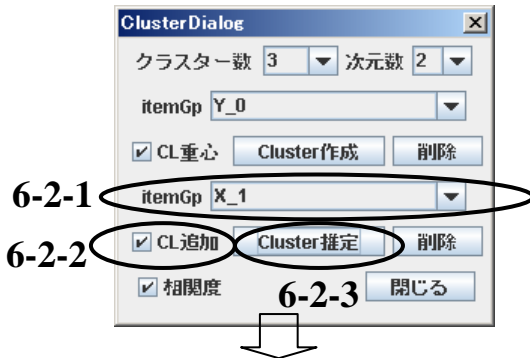 ClusterDialog
クラスター数 3 次元数 2
itemGp Y_0
CL重心 Cluster作成 削除
6-2-1 itemGp X_1
6-2-2 CL追加 Cluster推定 削除
相関度 6-2-3 閉じる